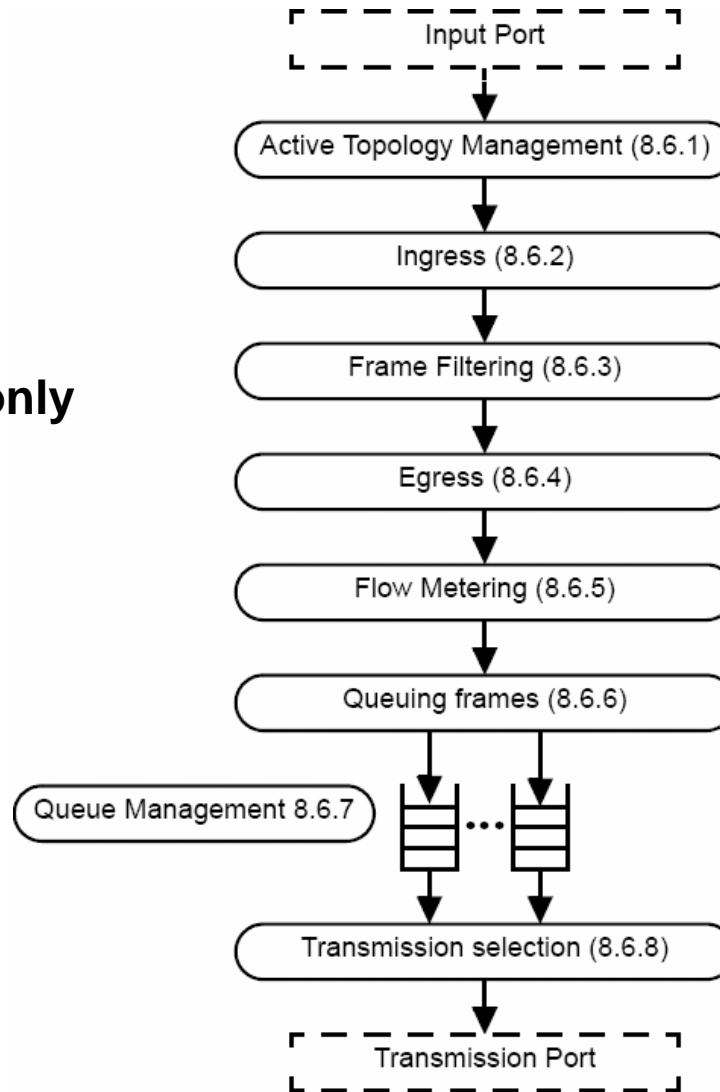 Input Port
Active Topology Management (8.6.1)
Ingress (8.6.2)
Frame Filtering (8.6.3)
only
Egress (8.6.4)
Flow Metering (8.6.5)
Queuing frames (8.6.6)
Queue Management 8.6.7
Transmission selection (8.6.8)
Transmission Port